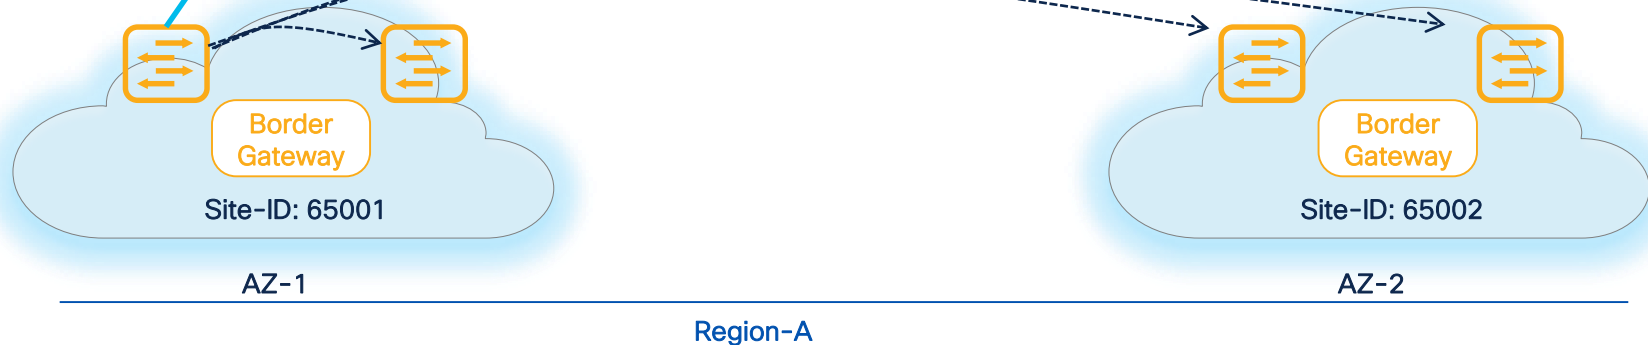 Border
Gateway
Border
Gateway
Site-ID: 65001
Site-ID: 65002
AZ-1
AZ-2
Region-A